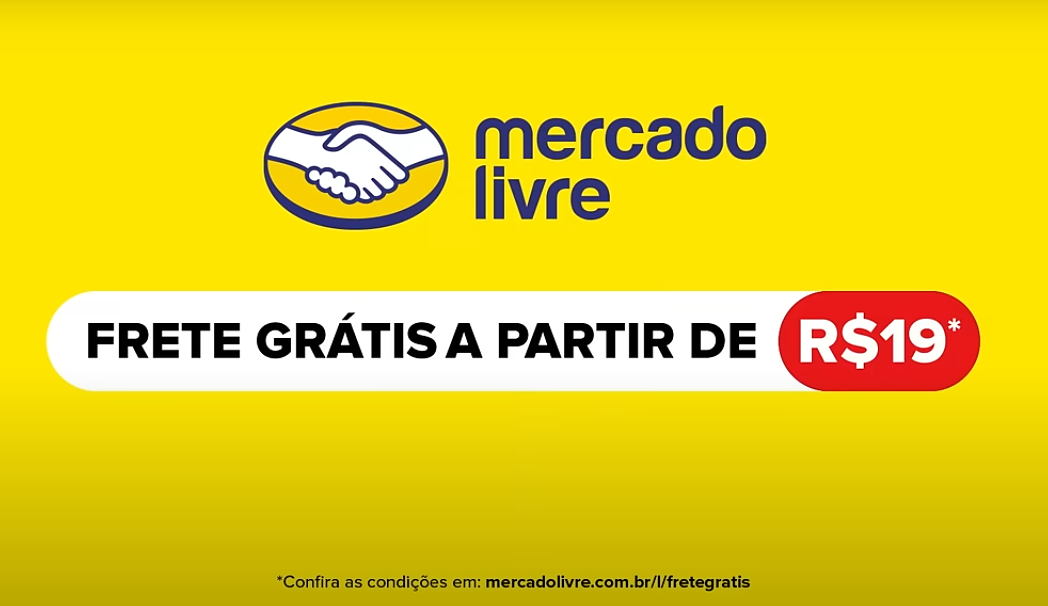 mercado
livre
FRETE GRÁTIS A PARTIR DE R$19*
*Confira as condições em: mercadolivre.com.br/l/fretegratis